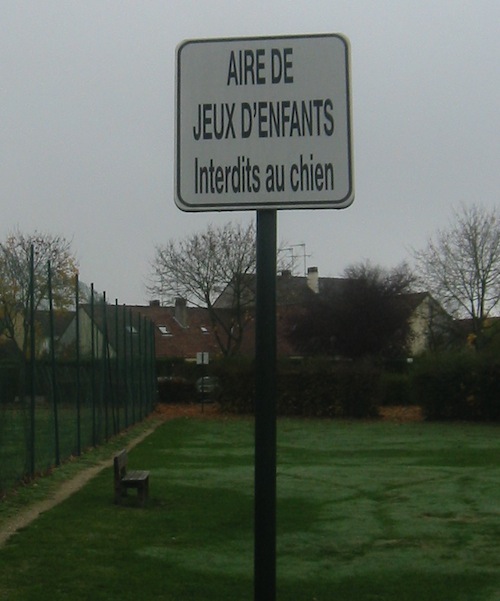 AIRE DE
JEUX D'ENFANTS
Interdits au chien